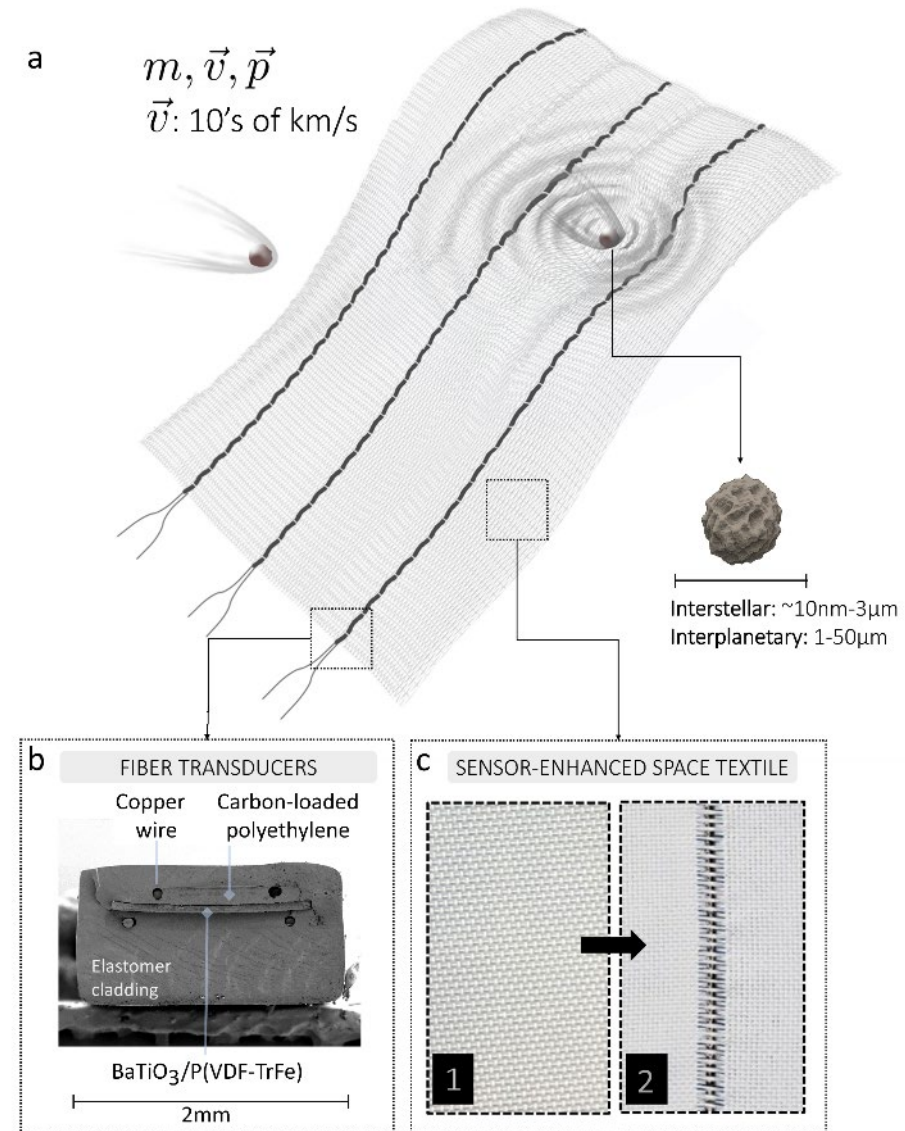 a
m, v⃗, p⃗
v⃗: 10's of km/s
Interstellar: ~10nm-3μm
Interplanetary: 1-50μm
b
FIBER TRANSDUCERS
Copper
wire
Carbon-loaded
polyethylene
Elastomer
cladding
BaTiO₃/P(VDF-TrFe)
2mm
c
SENSOR-ENHANCED SPACE TEXTILE
1
2